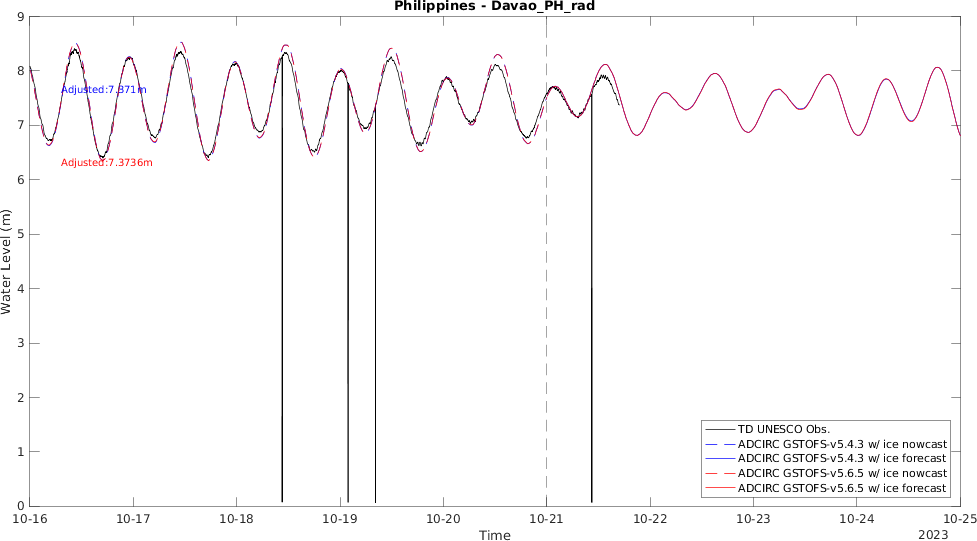 Philippines - Davao_PH_rad
9
8
7
6
5
4
3
2
1
0
Water Level (m)
Adjusted:7.371m
Adjusted:7.3736m
TD UNESCO Obs.
ADCIRC GSTOFS-v5.4.3 w/ ice nowcast
ADCIRC GSTOFS-v5.4.3 w/ ice forecast
ADCIRC GSTOFS-v5.6.5 w/ ice nowcast
ADCIRC GSTOFS-v5.6.5 w/ ice forecast
10-16 10-17 10-18 10-19 10-20 10-21 10-22 10-23 10-24 10-25
Time
2023